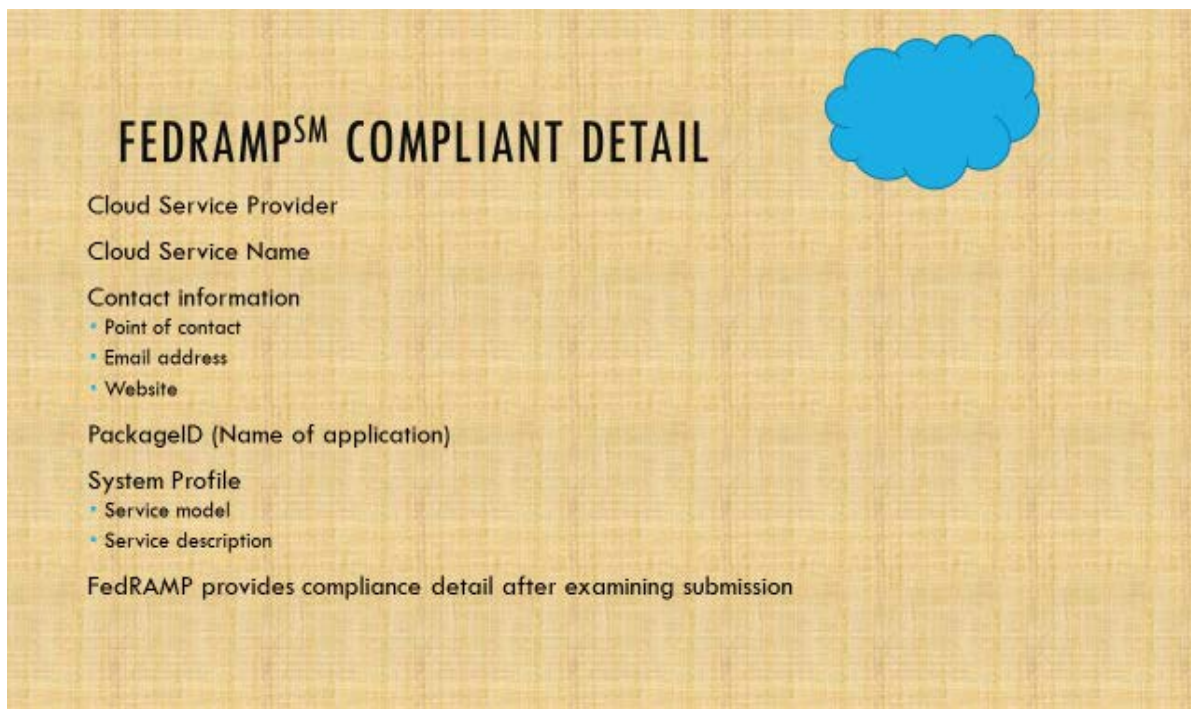 FEDRAMP℠ COMPLIANT DETAIL
Cloud Service Provider
Cloud Service Name
Contact information
• Point of contact
• Email address
• Website
PackageID (Name of application)
System Profile
• Service model
• Service description
FedRAMP provides compliance detail after examining submission